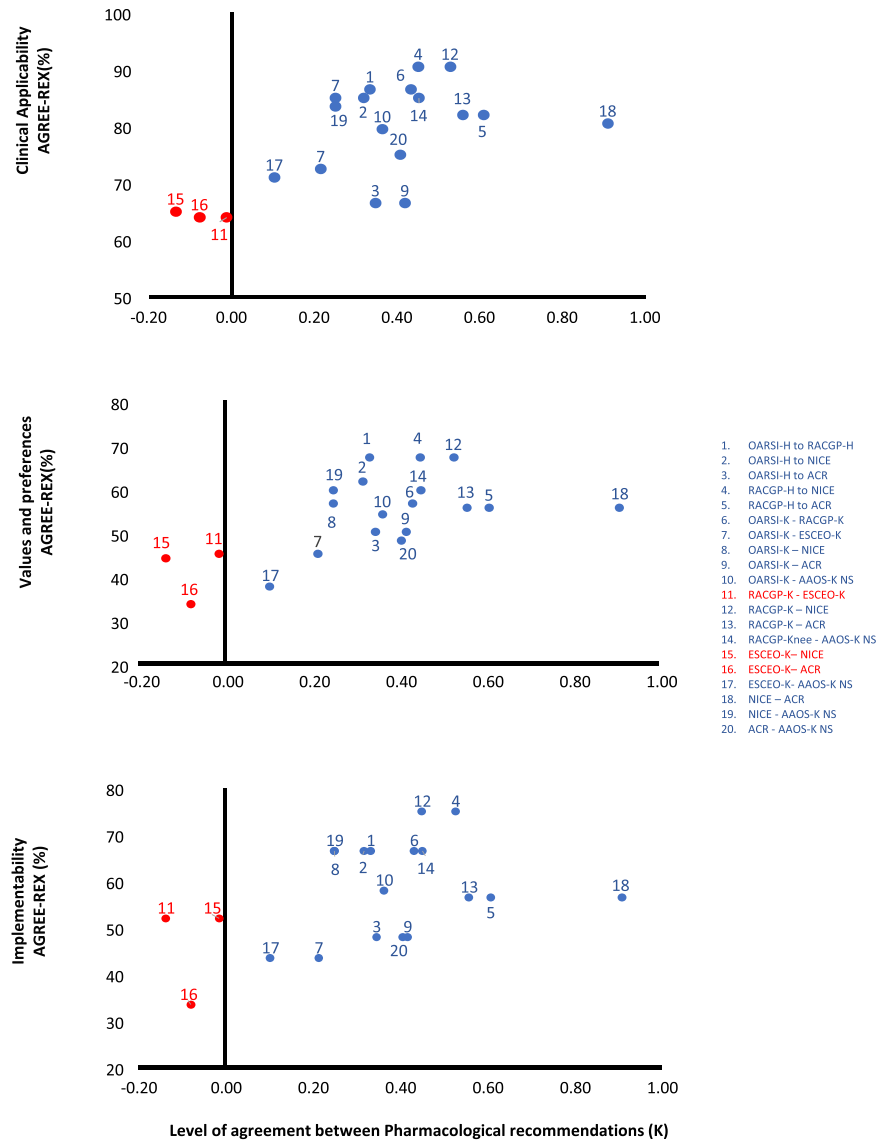 Clinical Applicability
AGREE-REX(%)
100
90
80
70
60
50
-0.20 0.00 0.20 0.40 0.60 0.80 1.00
4 12
7 1 6
2 14 13 18
19 10 5
20
17 7
15 16 3 9
11
Values and preferences
AGREE-REX(%)
80
70
60
50
40
30
20
-0.20 0.00 0.20 0.40 0.60 0.80 1.00
1 4 12
19 2 14
6 13 5 18
8 10
15 11 7 3 9
20
17
16
1. OARSI-H to RACGP-H
2. OARSI-H to NICE
3. OARSI-H to ACR
4. RACGP-H to NICE
5. RACGP-H to ACR
6. OARSI-K - RACGP-K
7. OARSI-K - ESCEO-K
8. OARSI-K – NICE
9. OARSI-K – ACR
10. OARSI-K - AAOS-K NS
11. RACGP-K - ESCEO-K
12. RACGP-K – NICE
13. RACGP-K – ACR
14. RACGP-Knee - AAOS-K NS
15. ESCEO-K– NICE
16. ESCEO-K– ACR
17. ESCEO-K- AAOS-K NS
18. NICE – ACR
19. NICE - AAOS-K NS
20. ACR - AAOS-K NS
Implementability
AGREE-REX (%)
80
70
60
50
40
30
20
-0.20 0.00 0.20 0.40 0.60 0.80 1.00
12 4
19 1 6
8 2 14
10 13 18
5
11 15 3 9
17 7 20
16
Level of agreement between Pharmacological recommendations (K)